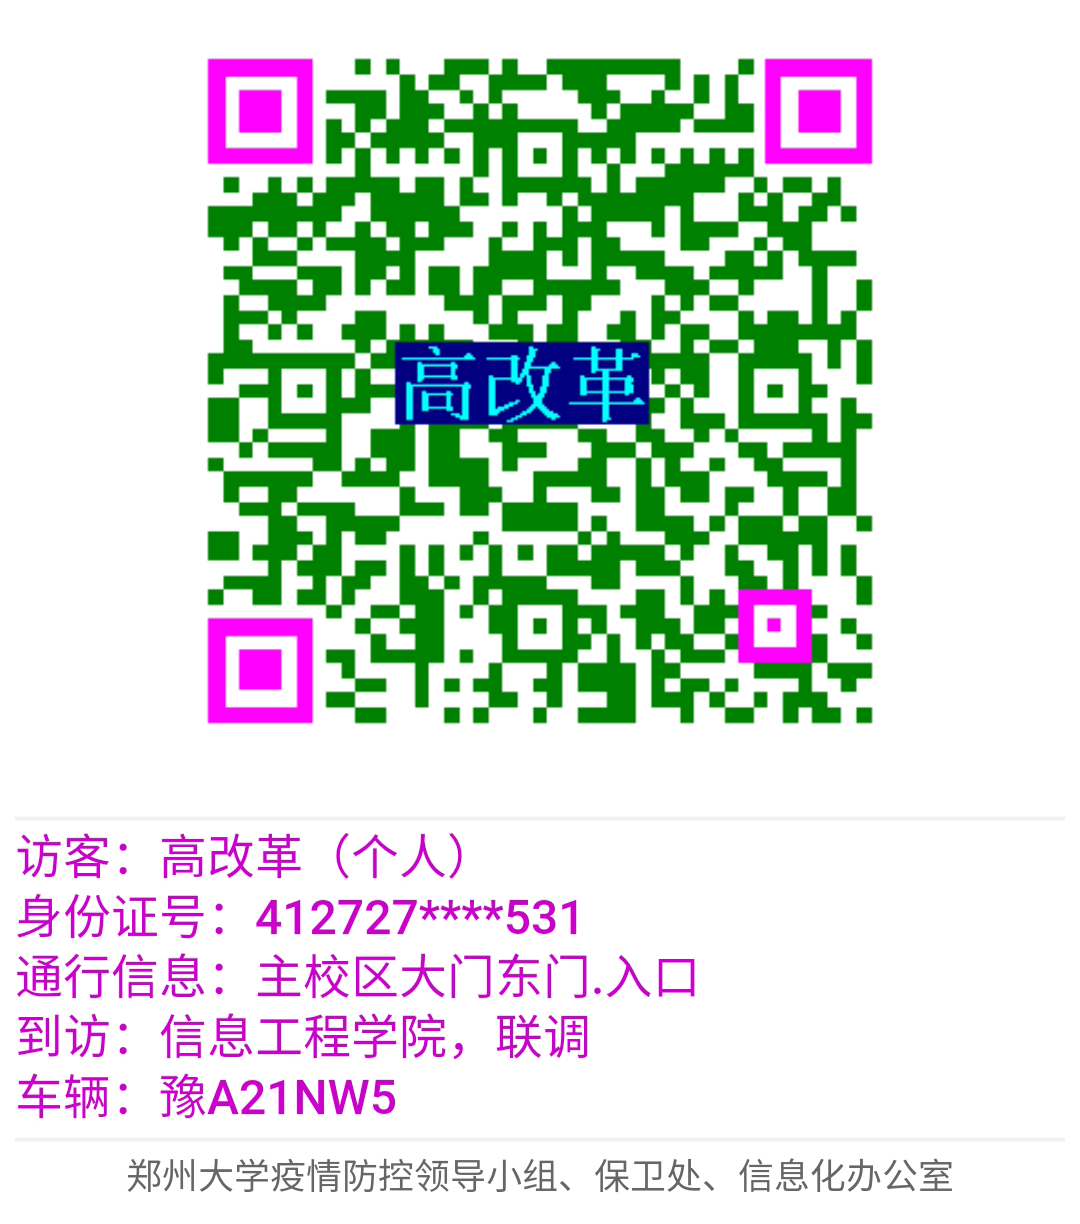 高改革
访客：高改革（个人）
身份证号：412727****531
通行信息：主校区大门东门.入口
到访：信息工程学院，联调
车辆：豫A21NW5
郑州大学疫情防控领导小组、保卫处、信息化办公室